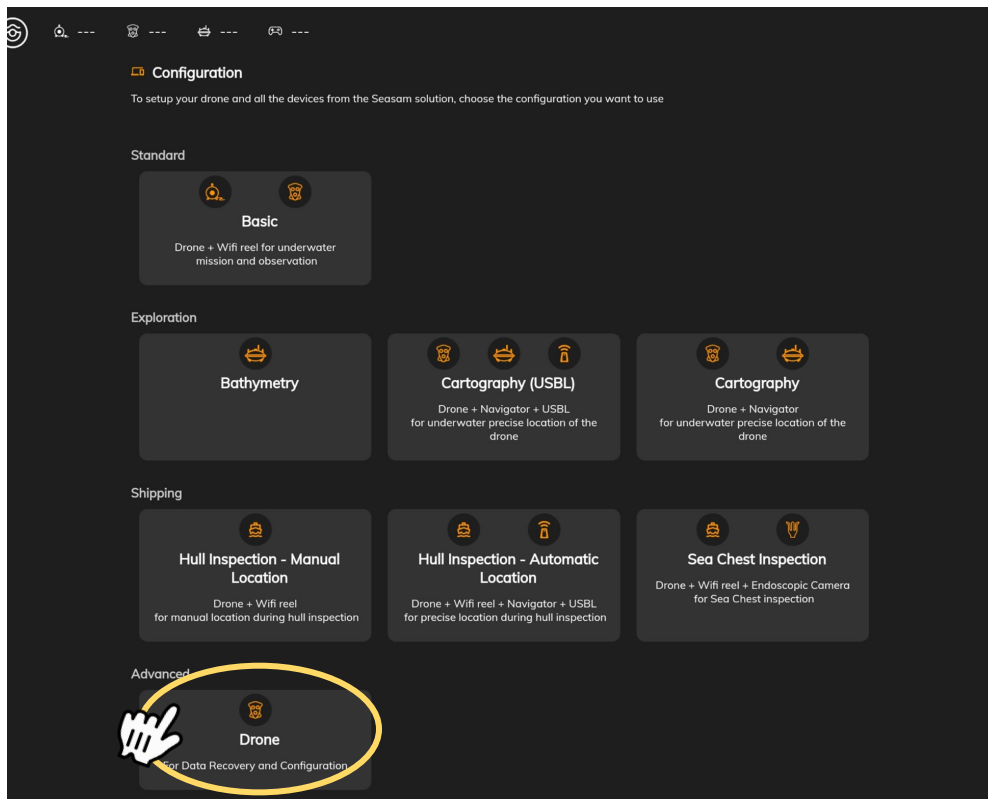 ---
---
---
---
Configuration
To setup your drone and all the devices from the Seasam solution, choose the configuration you want to use
Standard
Basic
Drone + Wifi reel for underwater
mission and observation
Exploration
Bathymetry
Cartography (USBL)
Drone + Navigator + USBL
for underwater precise location of the
drone
Cartography
Drone + Navigator
for underwater precise location of the
drone
Shipping
Hull Inspection - Manual
Location
Drone + Wifi reel
for manual location during hull inspection
Hull Inspection - Automatic
Location
Drone + Wifi reel + Navigator + USBL
for precise location during hull inspection
Sea Chest Inspection
Drone + Wifi reel + Endoscopic Camera
for Sea Chest inspection
Advanced
Drone
For Data Recovery and Configuration